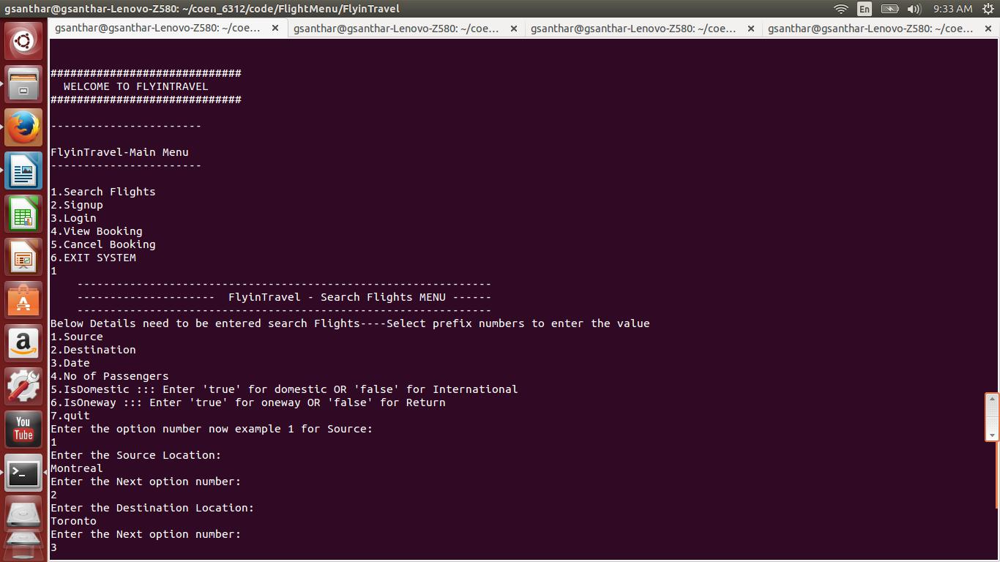 gsanthar@gsanthar-Lenovo-Z580: ~/coen_6312/code/FlightMenu/FlyinTravel
En
9:33 AM
gsanthar@gsanthar-Lenovo-Z580: ~/coe... ×
gsanthar@gsanthar-Lenovo-Z580: ~/coe... ×
gsanthar@gsanthar-Lenovo-Z580: ~/coe... ×
gsanthar@gsanthar-Lenovo-Z580: ~/coe... ×
#############################
WELCOME TO FLYINTRAVEL
#############################
-----------------------
FlyinTravel-Main Menu
-----------------------
1.Search Flights
2.Signup
3.Login
4.View Booking
5.Cancel Booking
6.EXIT SYSTEM
1
---------------------------------------------------------------
---------------------  FlyinTravel - Search Flights MENU ------
---------------------------------------------------------------
Below Details need to be entered search Flights----Select prefix numbers to enter the value
1.Source
2.Destination
3.Date
4.No of Passengers
5.IsDomestic ::: Enter 'true' for domestic OR 'false' for International
6.IsOneway ::: Enter 'true' for oneway OR 'false' for Return
7.quit
Enter the option number now example 1 for Source:
1
Enter the Source Location:
Montreal
Enter the Next option number:
2
Enter the Destination Location:
Toronto
Enter the Next option number:
3
A
a
You
Tube
>_